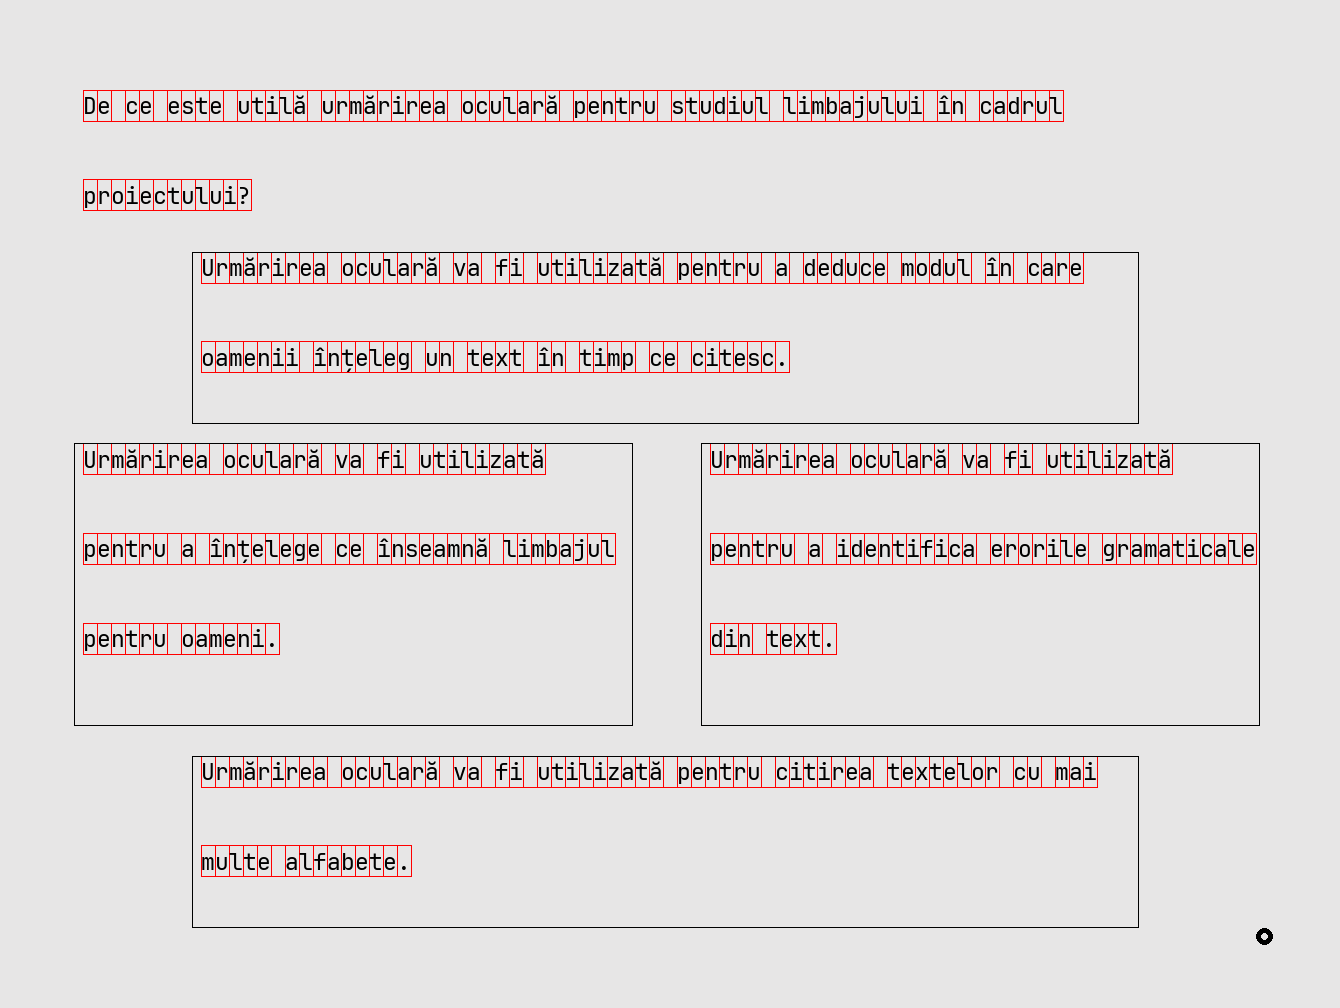 De ce este utilă urmărirea oculară pentru studiul limbajului în cadrul
proiectului?
Urmărirea oculară va fi utilizată pentru a deduce modul în care
oamenii înțeleg un text în timp ce citesc.
Urmărirea oculară va fi utilizată
pentru a înțelege ce înseamnă limbajul
pentru oameni.
Urmărirea oculară va fi utilizată
pentru a identifica erorile gramaticale
din text.
Urmărirea oculară va fi utilizată pentru citirea textelor cu mai
multe alfabete.